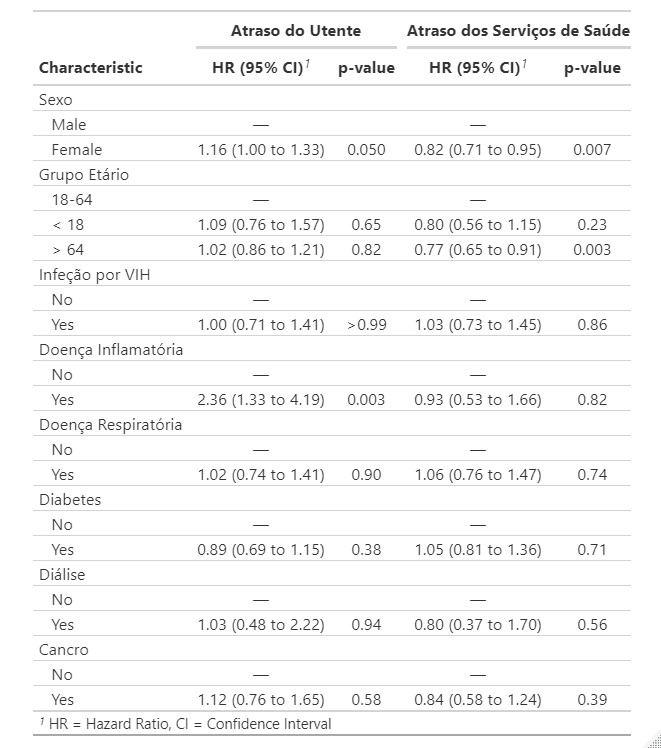 Atraso do Utente Atraso dos Serviços de Saúde
Characteristic HR (95% CI)¹ p-value HR (95% CI)¹ p-value
Sexo
Male — —
Female 1.16 (1.00 to 1.33) 0.050 0.82 (0.71 to 0.95) 0.007
Grupo Etário
18-64 — —
< 18 1.09 (0.76 to 1.57) 0.65 0.80 (0.56 to 1.15) 0.23
> 64 1.02 (0.86 to 1.21) 0.82 0.77 (0.65 to 0.91) 0.003
Infeção por VIH
No — —
Yes 1.00 (0.71 to 1.41) >0.99 1.03 (0.73 to 1.45) 0.86
Doença Inflamatória
No — —
Yes 2.36 (1.33 to 4.19) 0.003 0.93 (0.53 to 1.66) 0.82
Doença Respiratória
No — —
Yes 1.02 (0.74 to 1.41) 0.90 1.06 (0.76 to 1.47) 0.74
Diabetes
No — —
Yes 0.89 (0.69 to 1.15) 0.38 1.05 (0.81 to 1.36) 0.71
Diálise
No — —
Yes 1.03 (0.48 to 2.22) 0.94 0.80 (0.37 to 1.70) 0.56
Cancro
No — —
Yes 1.12 (0.76 to 1.65) 0.58 0.84 (0.58 to 1.24) 0.39
¹ HR = Hazard Ratio, CI = Confidence Interval